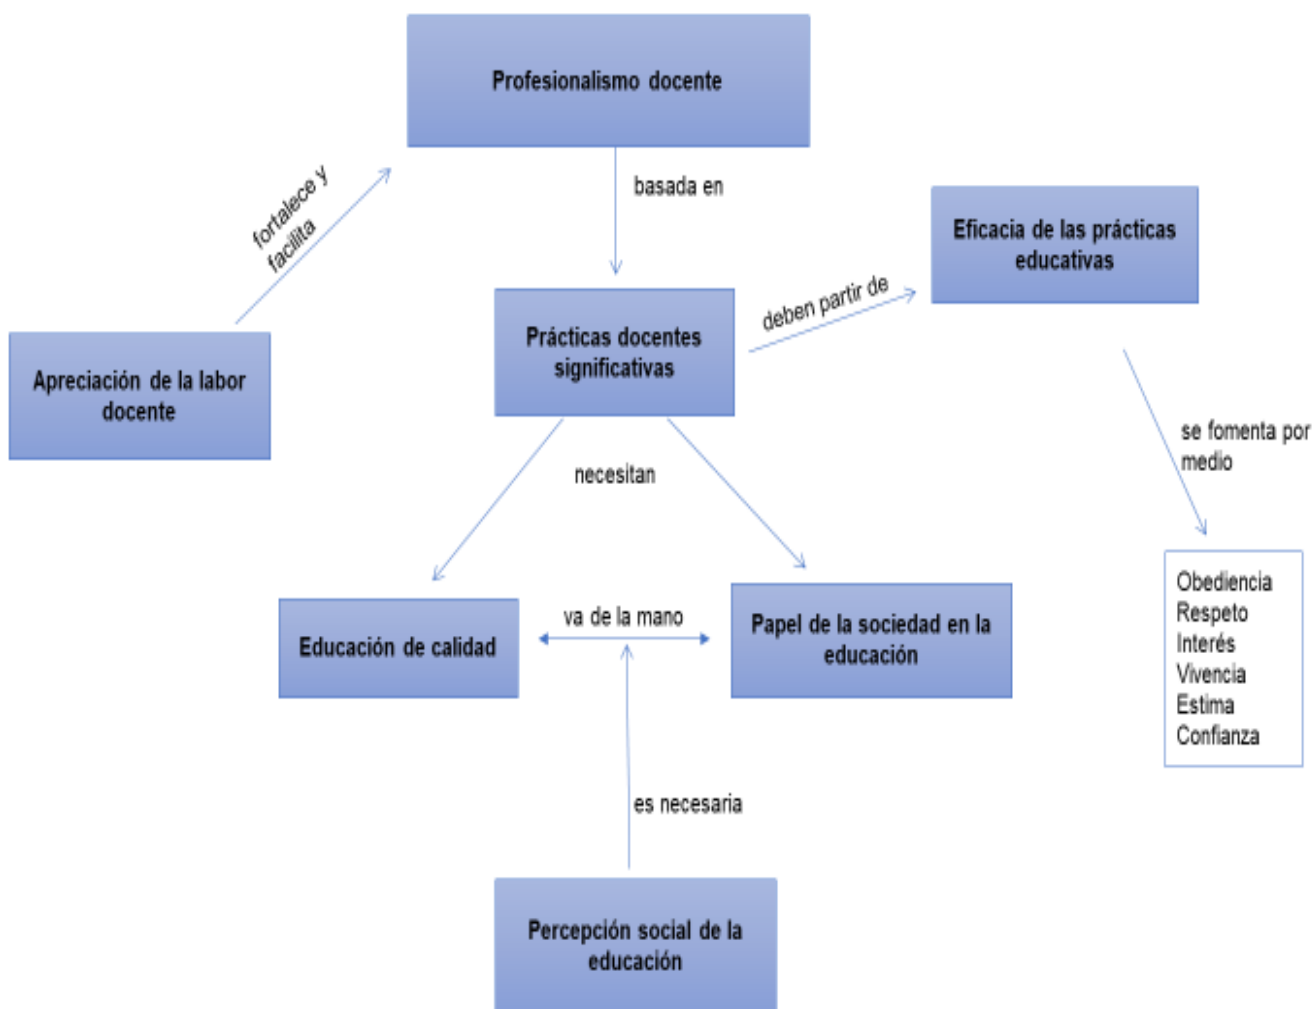 Profesionalismo docente
fortalece y
facilita
basada en
Eficacia de las prácticas
educativas
deben partir de
Prácticas docentes
significativas
Apreciación de la labor
docente
se fomenta por
medio
necesitan
Obediencia
Respeto
Interés
Vivencia
Estima
Confianza
Educación de calidad
va de la mano
Papel de la sociedad en la
educación
es necesaria
Percepción social de la
educación